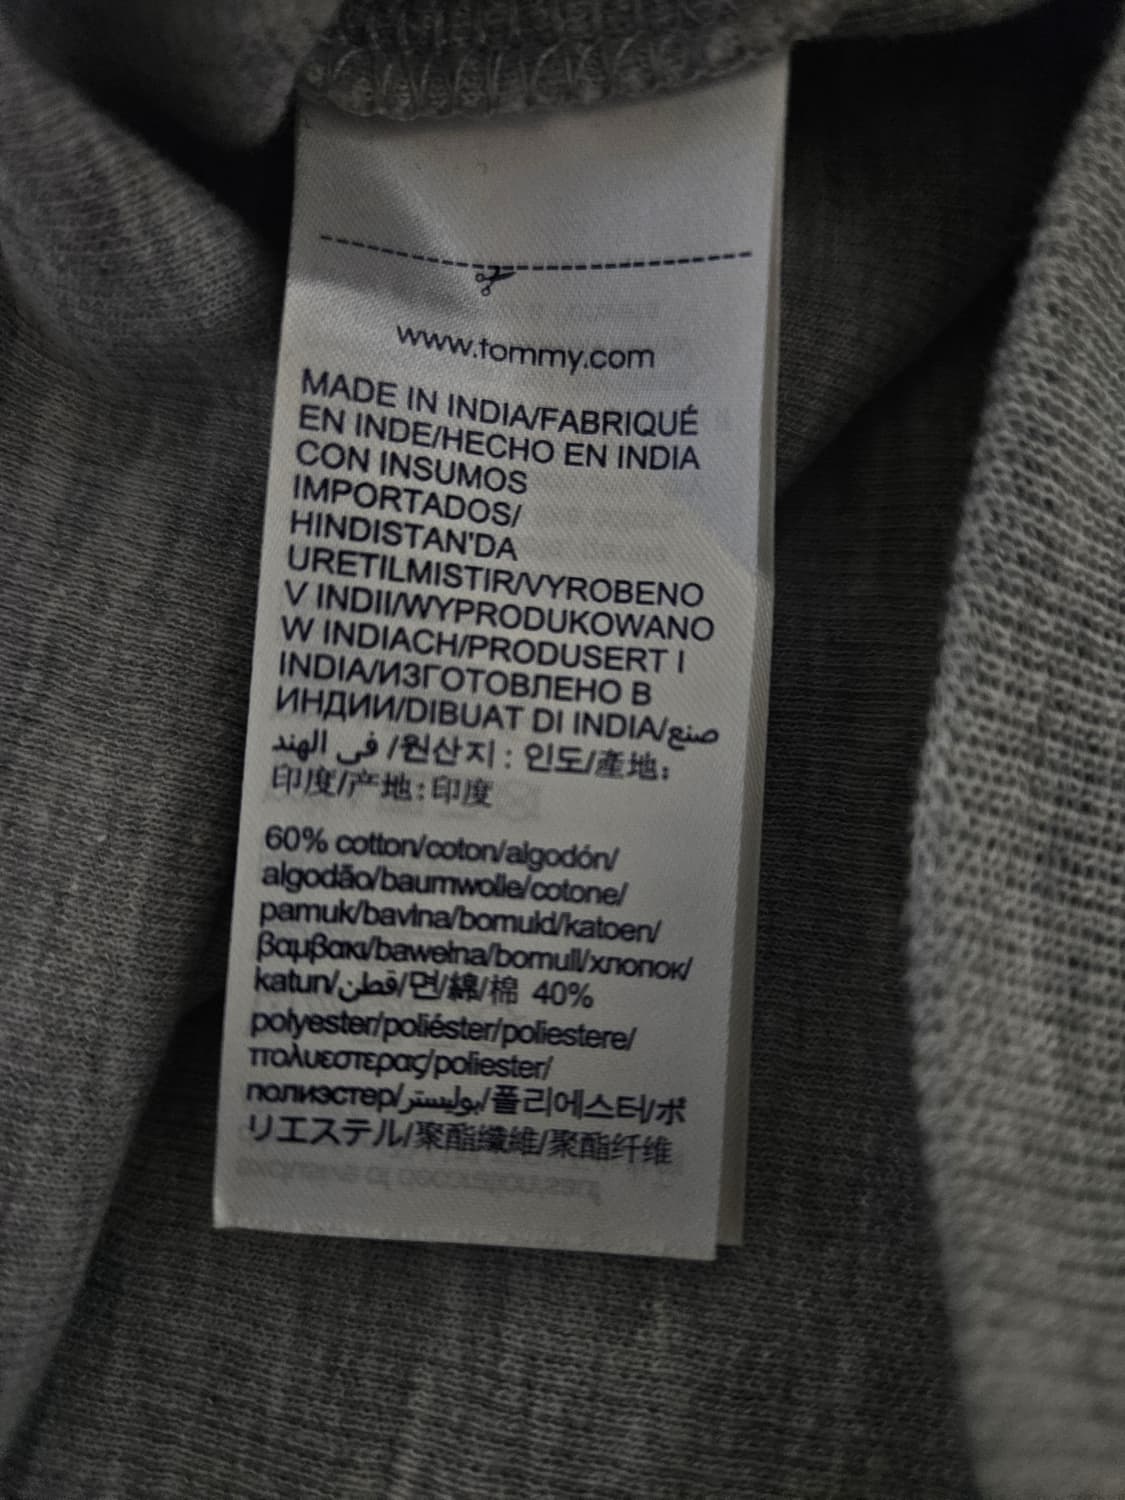 www.tommy.com
MADE IN INDIA/FABRIQUÉ
EN INDE/HECHO EN INDIA
CON INSUMOS
IMPORTADOS/
HINDISTAN'DA
URETILMISTIR/VYROBENO
V INDII/WYPRODUKOWANO
W INDIACH/PRODUSERT I
INDIA/ИЗГОТОВЛЕНО В
ИНДИИ/DIBUAT DI INDIA/صنع
في الهند /원산지 : 인도/產地:
印度/产地:印度
60% cotton/coton/algodón/
algodão/baumwolle/cotone/
pamuk/bavlna/bomuld/katoen/
βαμβακι/bawełna/bomull/хлопок/
katun/قطن/면/綿/棉 40%
polyester/poliéster/poliestere/
πολυεστερας/poliester/
полиэстер/بوليستر/폴리에스터/ポ
リエステル/聚酯纖維/聚酯纤维